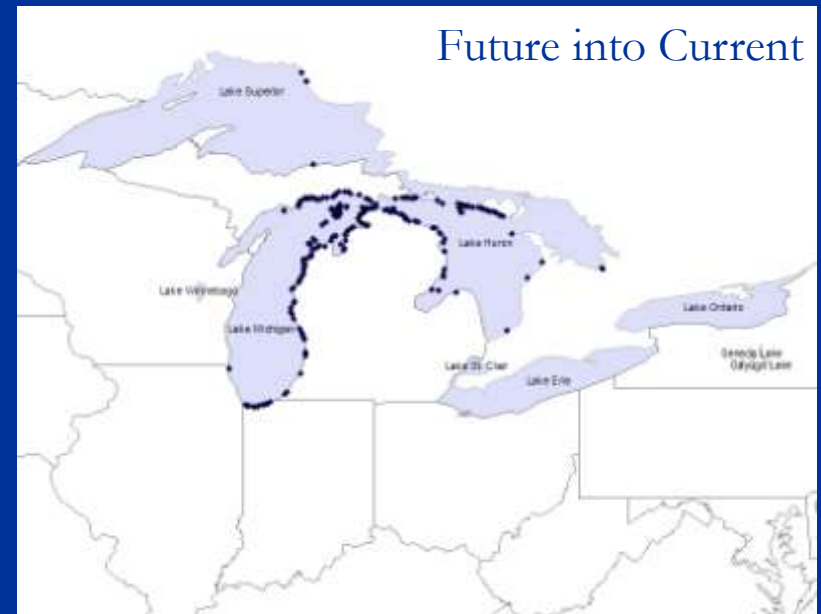 Future into Current
Lake Superior
Lake Huron
Lake Winnebago
Lake Ontario
Lake Michigan
Seneca Lake
Cayuga Lake
Lake St. Clair
Lake Erie